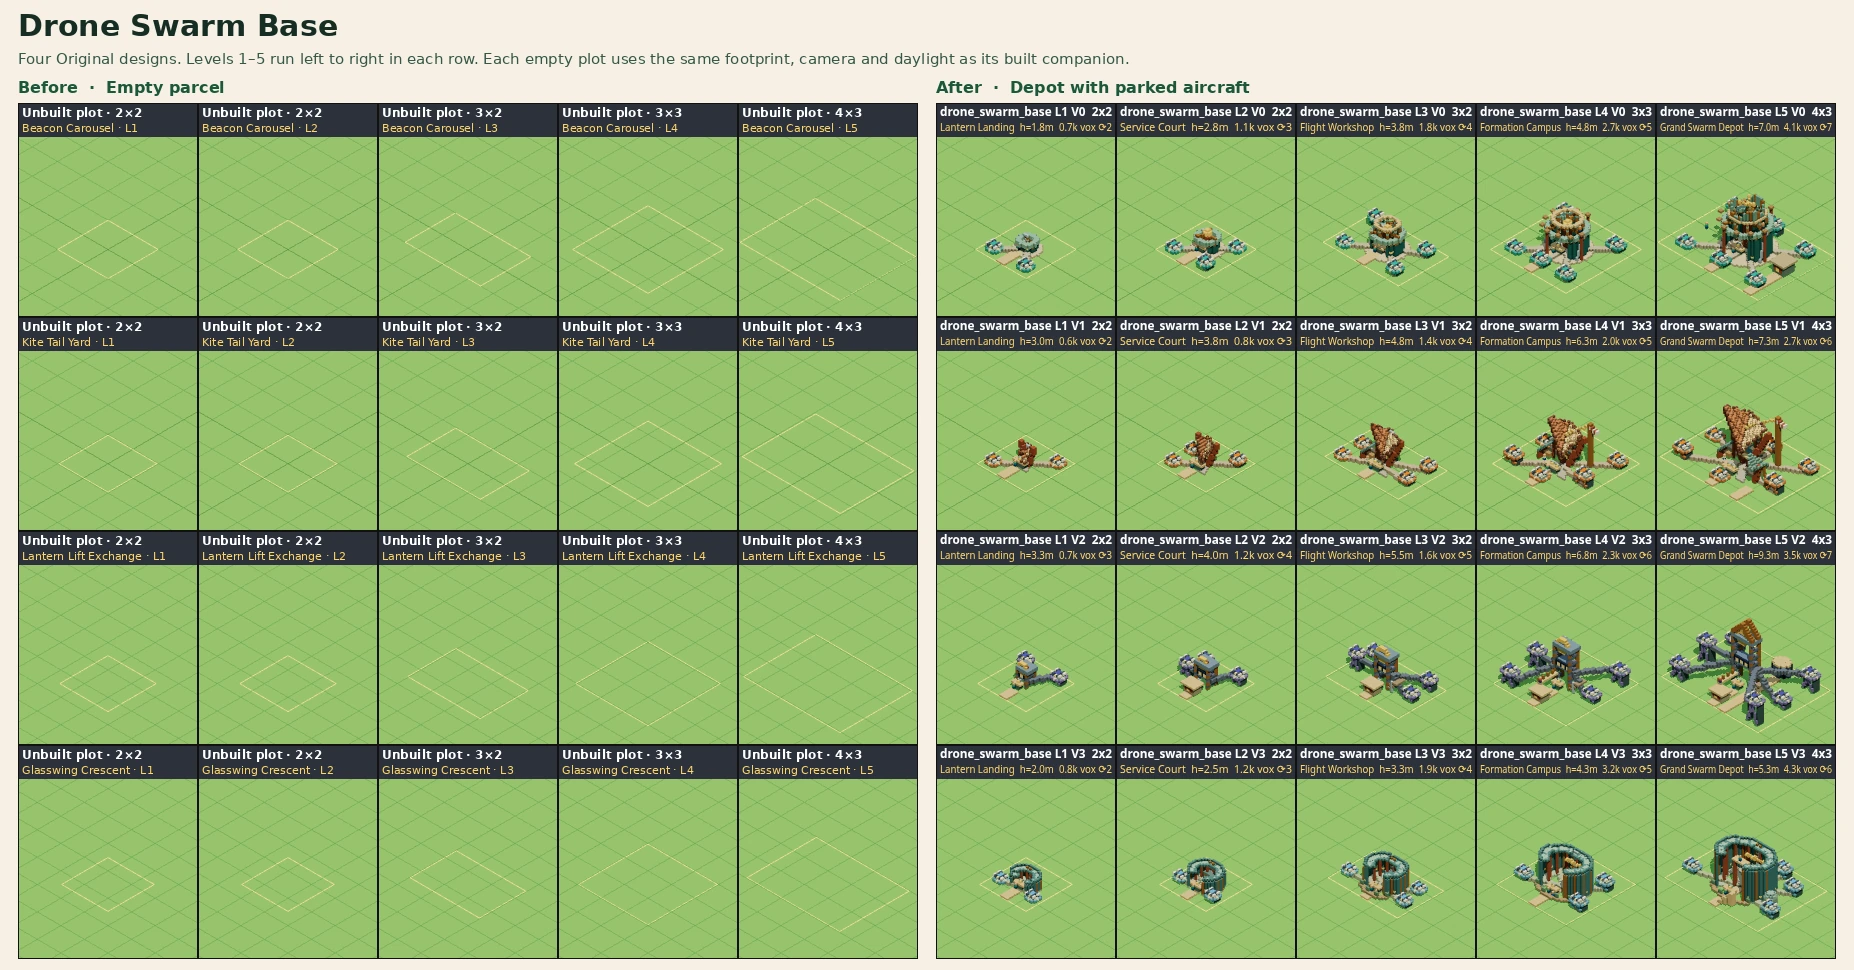 Drone Swarm Base
Four Original designs. Levels 1–5 run left to right in each row. Each empty plot uses the same footprint, camera and daylight as its built companion.
Before · Empty parcel
Unbuilt plot · 2×2
Beacon Carousel · L1
Unbuilt plot · 2×2
Beacon Carousel · L2
Unbuilt plot · 3×2
Beacon Carousel · L3
Unbuilt plot · 3×3
Beacon Carousel · L4
Unbuilt plot · 4×3
Beacon Carousel · L5
Unbuilt plot · 2×2
Kite Tail Yard · L1
Unbuilt plot · 2×2
Kite Tail Yard · L2
Unbuilt plot · 3×2
Kite Tail Yard · L3
Unbuilt plot · 3×3
Kite Tail Yard · L4
Unbuilt plot · 4×3
Kite Tail Yard · L5
Unbuilt plot · 2×2
Lantern Lift Exchange · L1
Unbuilt plot · 2×2
Lantern Lift Exchange · L2
Unbuilt plot · 3×2
Lantern Lift Exchange · L3
Unbuilt plot · 3×3
Lantern Lift Exchange · L4
Unbuilt plot · 4×3
Lantern Lift Exchange · L5
Unbuilt plot · 2×2
Glasswing Crescent · L1
Unbuilt plot · 2×2
Glasswing Crescent · L2
Unbuilt plot · 3×2
Glasswing Crescent · L3
Unbuilt plot · 3×3
Glasswing Crescent · L4
Unbuilt plot · 4×3
Glasswing Crescent · L5
After · Depot with parked aircraft
drone_swarm_base L1 V0 2x2
Lantern Landing h=1.8m 0.7k vox ⟳2
drone_swarm_base L2 V0 2x2
Service Court h=2.8m 1.1k vox ⟳3
drone_swarm_base L3 V0 3x2
Flight Workshop h=3.8m 1.8k vox ⟳4
drone_swarm_base L4 V0 3x3
Formation Campus h=4.8m 2.7k vox ⟳5
drone_swarm_base L5 V0 4x3
Grand Swarm Depot h=7.0m 4.1k vox ⟳7
drone_swarm_base L1 V1 2x2
Lantern Landing h=3.0m 0.6k vox ⟳2
drone_swarm_base L2 V1 2x2
Service Court h=3.8m 0.8k vox ⟳3
drone_swarm_base L3 V1 3x2
Flight Workshop h=4.8m 1.4k vox ⟳4
drone_swarm_base L4 V1 3x3
Formation Campus h=6.3m 2.0k vox ⟳5
drone_swarm_base L5 V1 4x3
Grand Swarm Depot h=7.3m 2.7k vox ⟳6
drone_swarm_base L1 V2 2x2
Lantern Landing h=3.3m 0.7k vox ⟳3
drone_swarm_base L2 V2 2x2
Service Court h=4.0m 1.2k vox ⟳4
drone_swarm_base L3 V2 3x2
Flight Workshop h=5.5m 1.6k vox ⟳5
drone_swarm_base L4 V2 3x3
Formation Campus h=6.8m 2.3k vox ⟳6
drone_swarm_base L5 V2 4x3
Grand Swarm Depot h=9.3m 3.5k vox ⟳7
drone_swarm_base L1 V3 2x2
Lantern Landing h=2.0m 0.8k vox ⟳2
drone_swarm_base L2 V3 2x2
Service Court h=2.5m 1.2k vox ⟳3
drone_swarm_base L3 V3 3x2
Flight Workshop h=3.3m 1.9k vox ⟳4
drone_swarm_base L4 V3 3x3
Formation Campus h=4.3m 3.2k vox ⟳5
drone_swarm_base L5 V3 4x3
Grand Swarm Depot h=5.3m 4.3k vox ⟳6